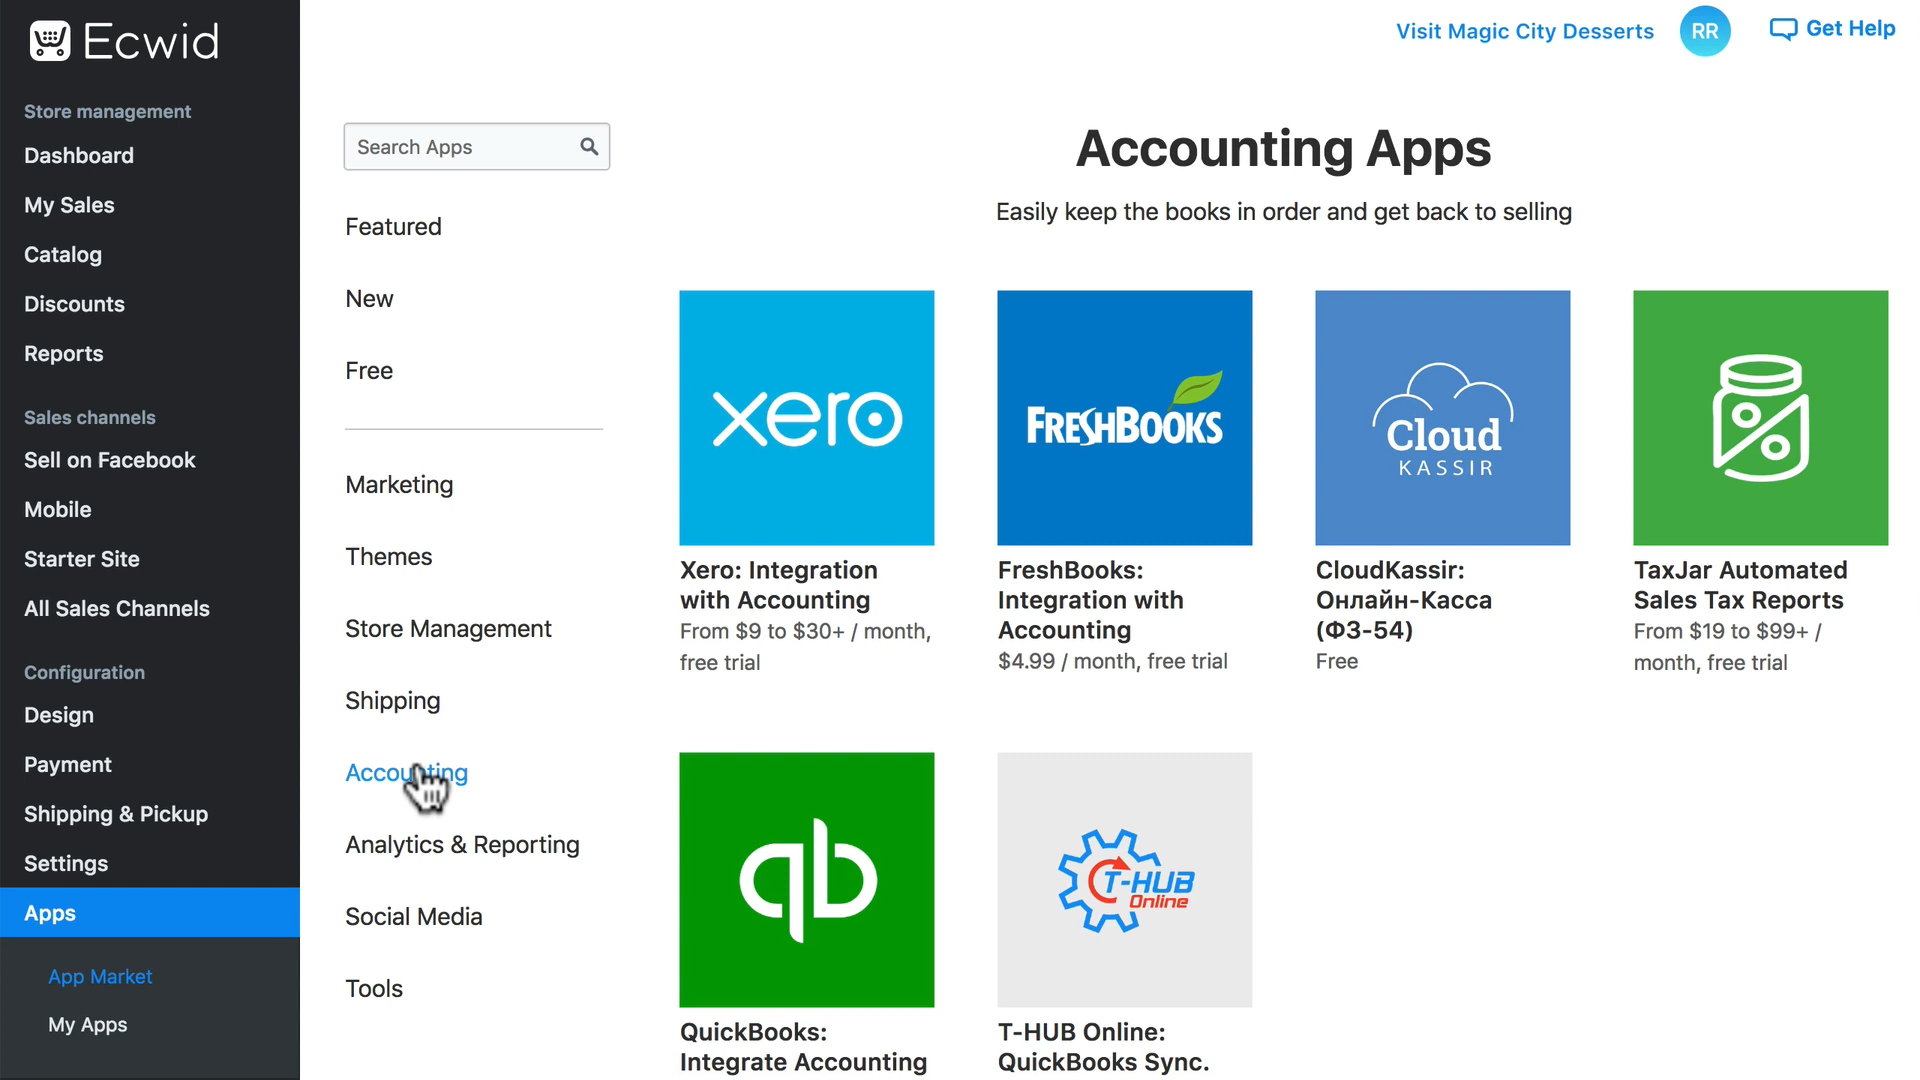 Ecwid
Visit Magic City Desserts
RR
Get Help
Store management
Dashboard
My Sales
Catalog
Discounts
Reports
Sales channels
Sell on Facebook
Mobile
Starter Site
All Sales Channels
Configuration
Design
Payment
Shipping & Pickup
Settings
Apps
App Market
My Apps
Search Apps
Featured
New
Free
Marketing
Themes
Store Management
Shipping
Accounting
Analytics & Reporting
Social Media
Tools
Accounting Apps
Easily keep the books in order and get back to selling
xero
Xero: Integration
with Accounting
From $9 to $30+ / month,
free trial
FRESHBOOKS
FreshBooks:
Integration with
Accounting
$4.99 / month, free trial
Cloud
KASSIR
CloudKassir:
Онлайн-Касса
(ФЗ-54)
Free
TaxJar Automated
Sales Tax Reports
From $19 to $99+ /
month, free trial
qb
QuickBooks:
Integrate Accounting
T-HUB
Online
T-HUB Online:
QuickBooks Sync.